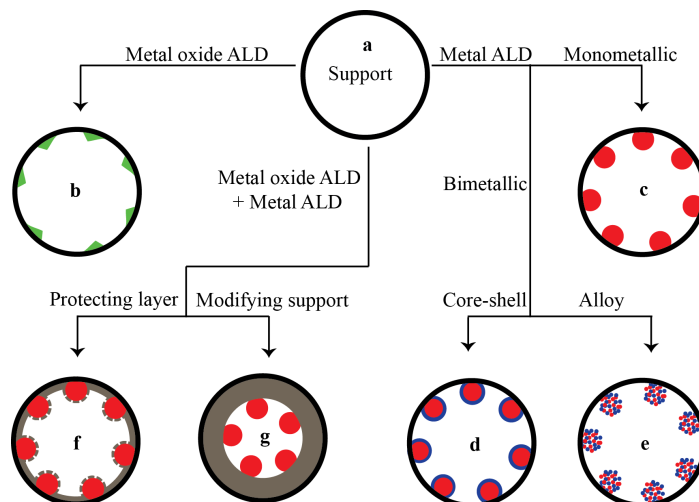 a
Support
Metal oxide ALD
Metal ALD
Monometallic
b
Metal oxide ALD
+ Metal ALD
Bimetallic
c
Protecting layer
Modifying support
Core-shell
Alloy
f
g
d
e